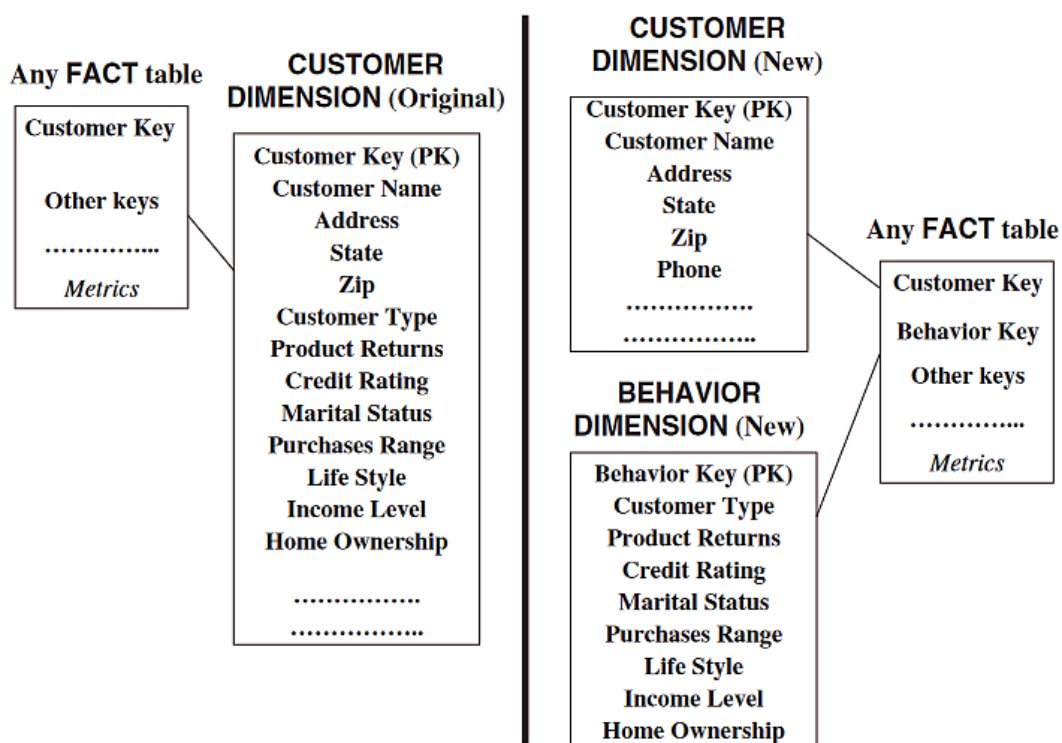 Any FACT table
Customer Key
Other keys
…………...
Metrics
CUSTOMER
DIMENSION (Original)
Customer Key (PK)
Customer Name
Address
State
Zip
Customer Type
Product Returns
Credit Rating
Marital Status
Purchases Range
Life Style
Income Level
Home Ownership
…………….
……………..
CUSTOMER
DIMENSION (New)
Customer Key (PK)
Customer Name
Address
State
Zip
Phone
…………….
……………..
BEHAVIOR
DIMENSION (New)
Behavior Key (PK)
Customer Type
Product Returns
Credit Rating
Marital Status
Purchases Range
Life Style
Income Level
Home Ownership
Any FACT table
Customer Key
Behavior Key
Other keys
…………...
Metrics